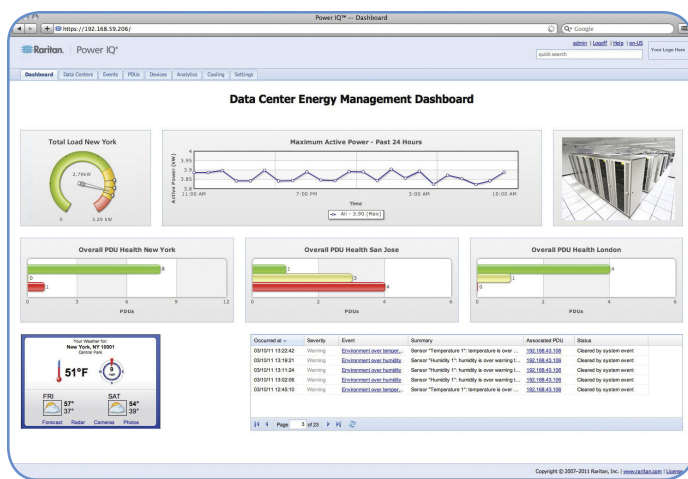 Power IQ™ — Dashboard
https://192.168.59.206/
Google
Raritan. Power IQ®
admin | Logoff | Help | en-US
quick search
Your Logo Here
Dashboard Data Centers Events PDUs Devices Analytics Cooling Settings
Data Center Energy Management Dashboard
Total Load New York
2.79kW
0 3.29 kW
Maximum Active Power - Past 24 Hours
Active Power (kW)
4
3.95
3.9
3.85
3.8
11:00 AM 7:00 PM 3:00 AM 10:00 AM
Time
All - 3.90 (Max)
Overall PDU Health New York
8
0
1
0 3 6 9 12
PDUs
Overall PDU Health San Jose
1
3
4
0 2 4 6
PDUs
Overall PDU Health London
4
1
0
0 2 4 6
PDUs
Your Weather for:
New York, NY 10001
Central Park
51°F
9
mph
FRI
57°
37°
SAT
54°
39°
Forecast Radar Cameras Photos
Occurred at Severity Event Summary Associated PDU Status
03/10/11 13:22:42 Warning Environment over temper... Sensor "Temperature 1": temperature is over ... 192.168.43.106 Cleared by system event
03/10/11 13:19:21 Warning Environment over humidity Sensor "Humidity 1": humidity is over warning t... 192.168.43.106 Cleared by system event
03/10/11 13:11:24 Warning Environment over humidity Sensor "Humidity 1": humidity is over warning t... 192.168.43.106 Cleared by system event
03/10/11 13:02:06 Warning Environment over humidity Sensor "Humidity 1": humidity is over warning t... 192.168.43.106 Cleared by system event
03/10/11 12:45:10 Warning Environment over temper... Sensor "Temperature 1": temperature is over ... 192.168.43.106 Cleared by system event
Page 3 of 23
Copyright © 2007–2011 Raritan, Inc. | www.raritan.com | License